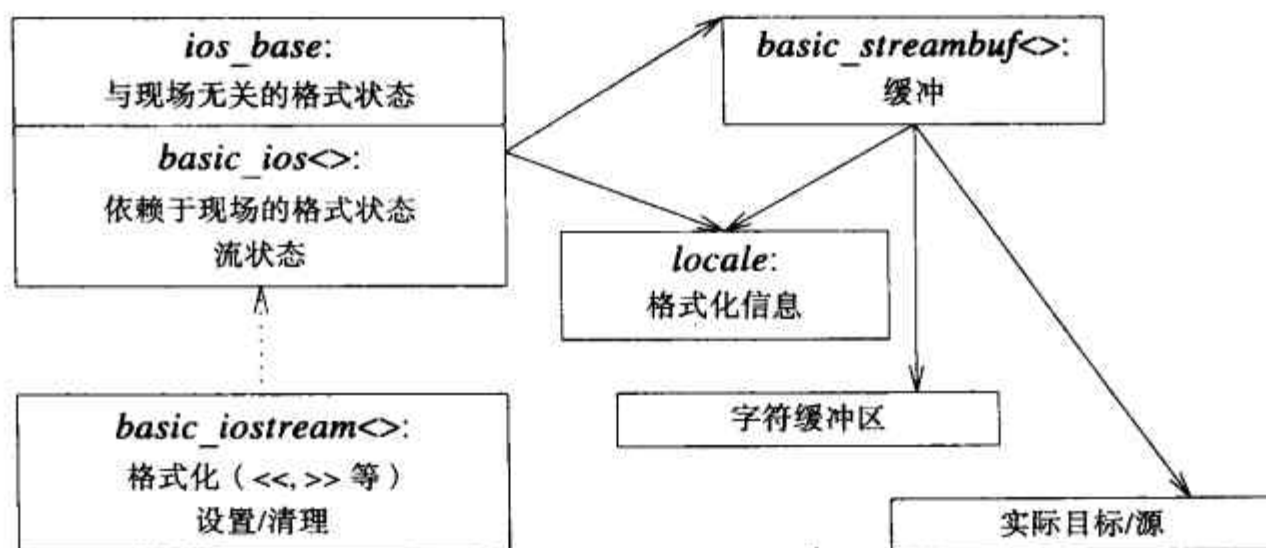 ios_base:
与现场无关的格式状态
basic_ios<>:
依赖于现场的格式状态
流状态
basic_streambuf<>:
缓冲
locale:
格式化信息
字符缓冲区
basic_iostream<>:
格式化（<<, >> 等）
设置/清理
实际目标/源